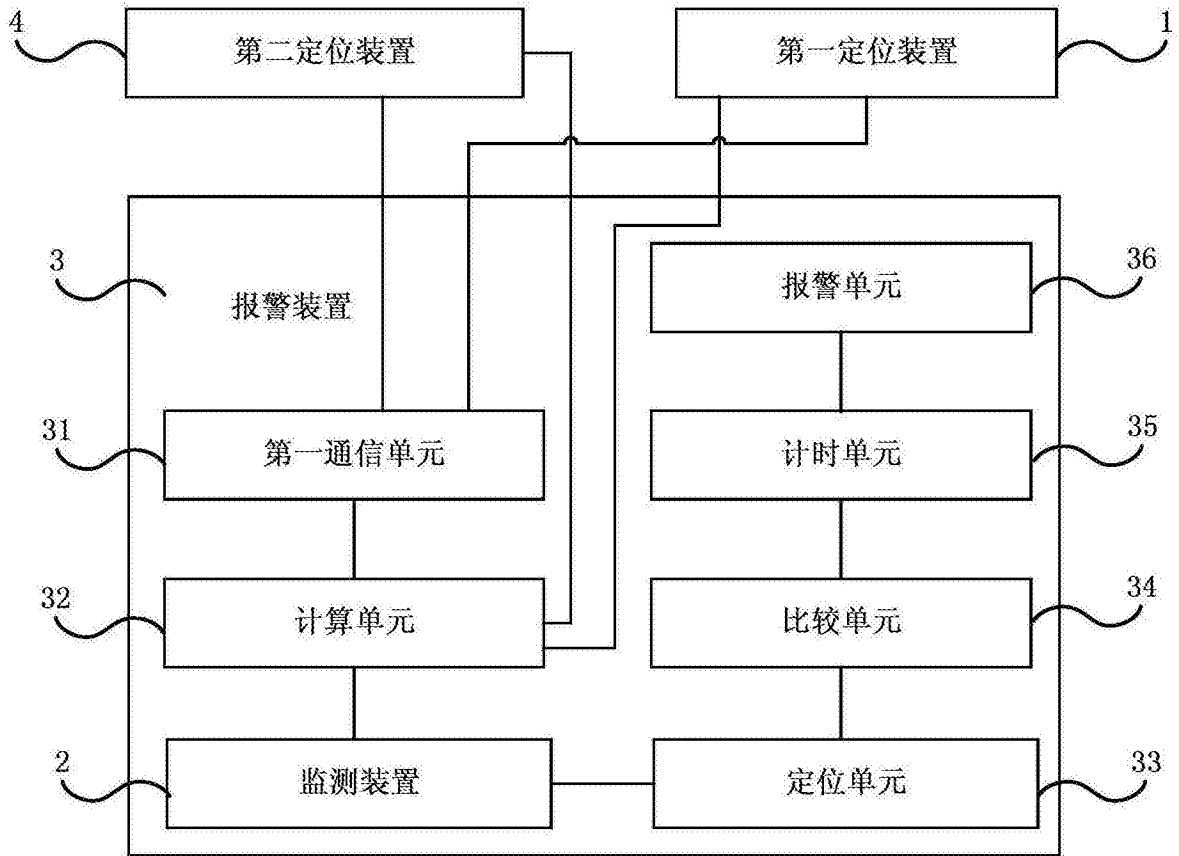 4
第二定位装置
第一定位装置
1
3
报警装置
报警单元
36
31
第一通信单元
计时单元
35
32
计算单元
比较单元
34
2
监测装置
定位单元
33